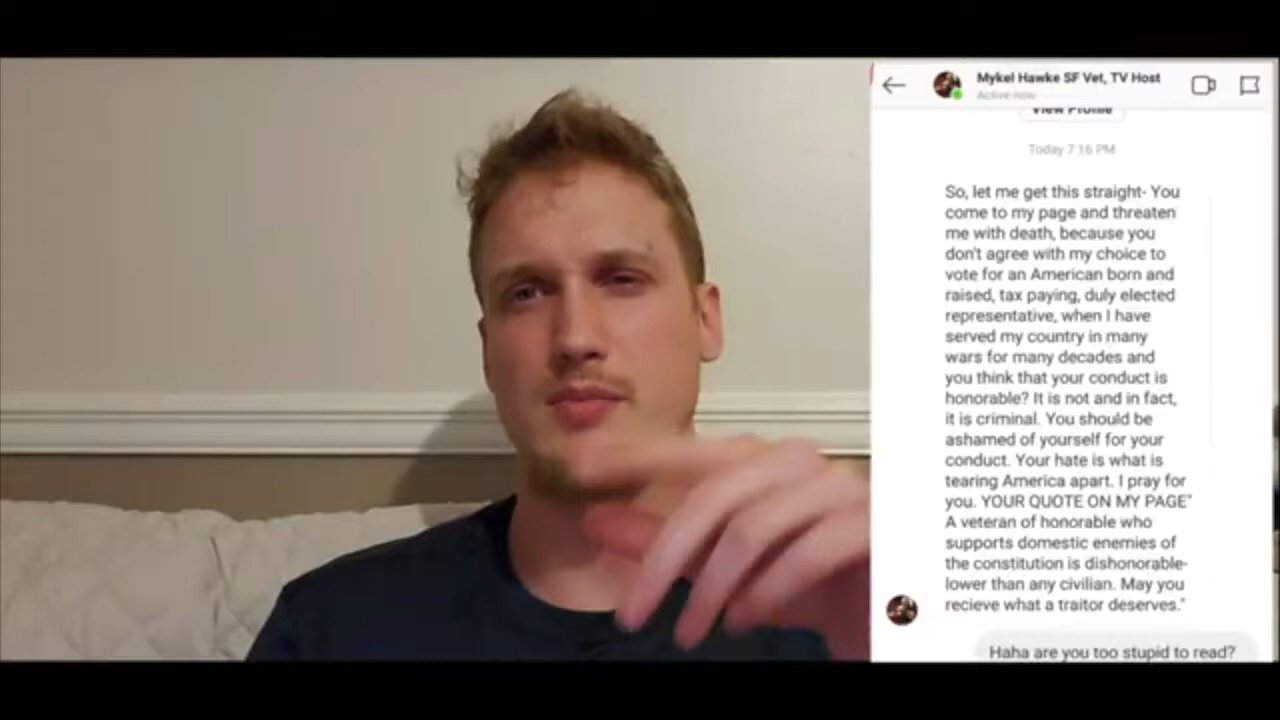 Mykel Hawke SF Vet, TV Host
Active now
View Profile
Today 7:16 PM
So, let me get this straight- You
come to my page and threaten
me with death, because you
don't agree with my choice to
vote for an American born and
raised, tax paying, duly elected
representative, when I have
served my country in many
wars for many decades and
you think that your conduct is
honorable? It is not and in fact,
it is criminal. You should be
ashamed of yourself for your
conduct. Your hate is what is
tearing America apart. I pray for
you. YOUR QUOTE ON MY PAGE"
A veteran of honorable who
supports domestic enemies of
the constitution is dishonorable-
lower than any civilian. May you
recieve what a traitor deserves."
Haha are you too stupid to read?